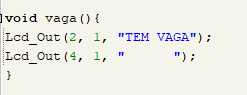 void vaga(){
Lcd_Out(2, 1, "TEM VAGA");
Lcd_Out(4, 1, "        ");
}